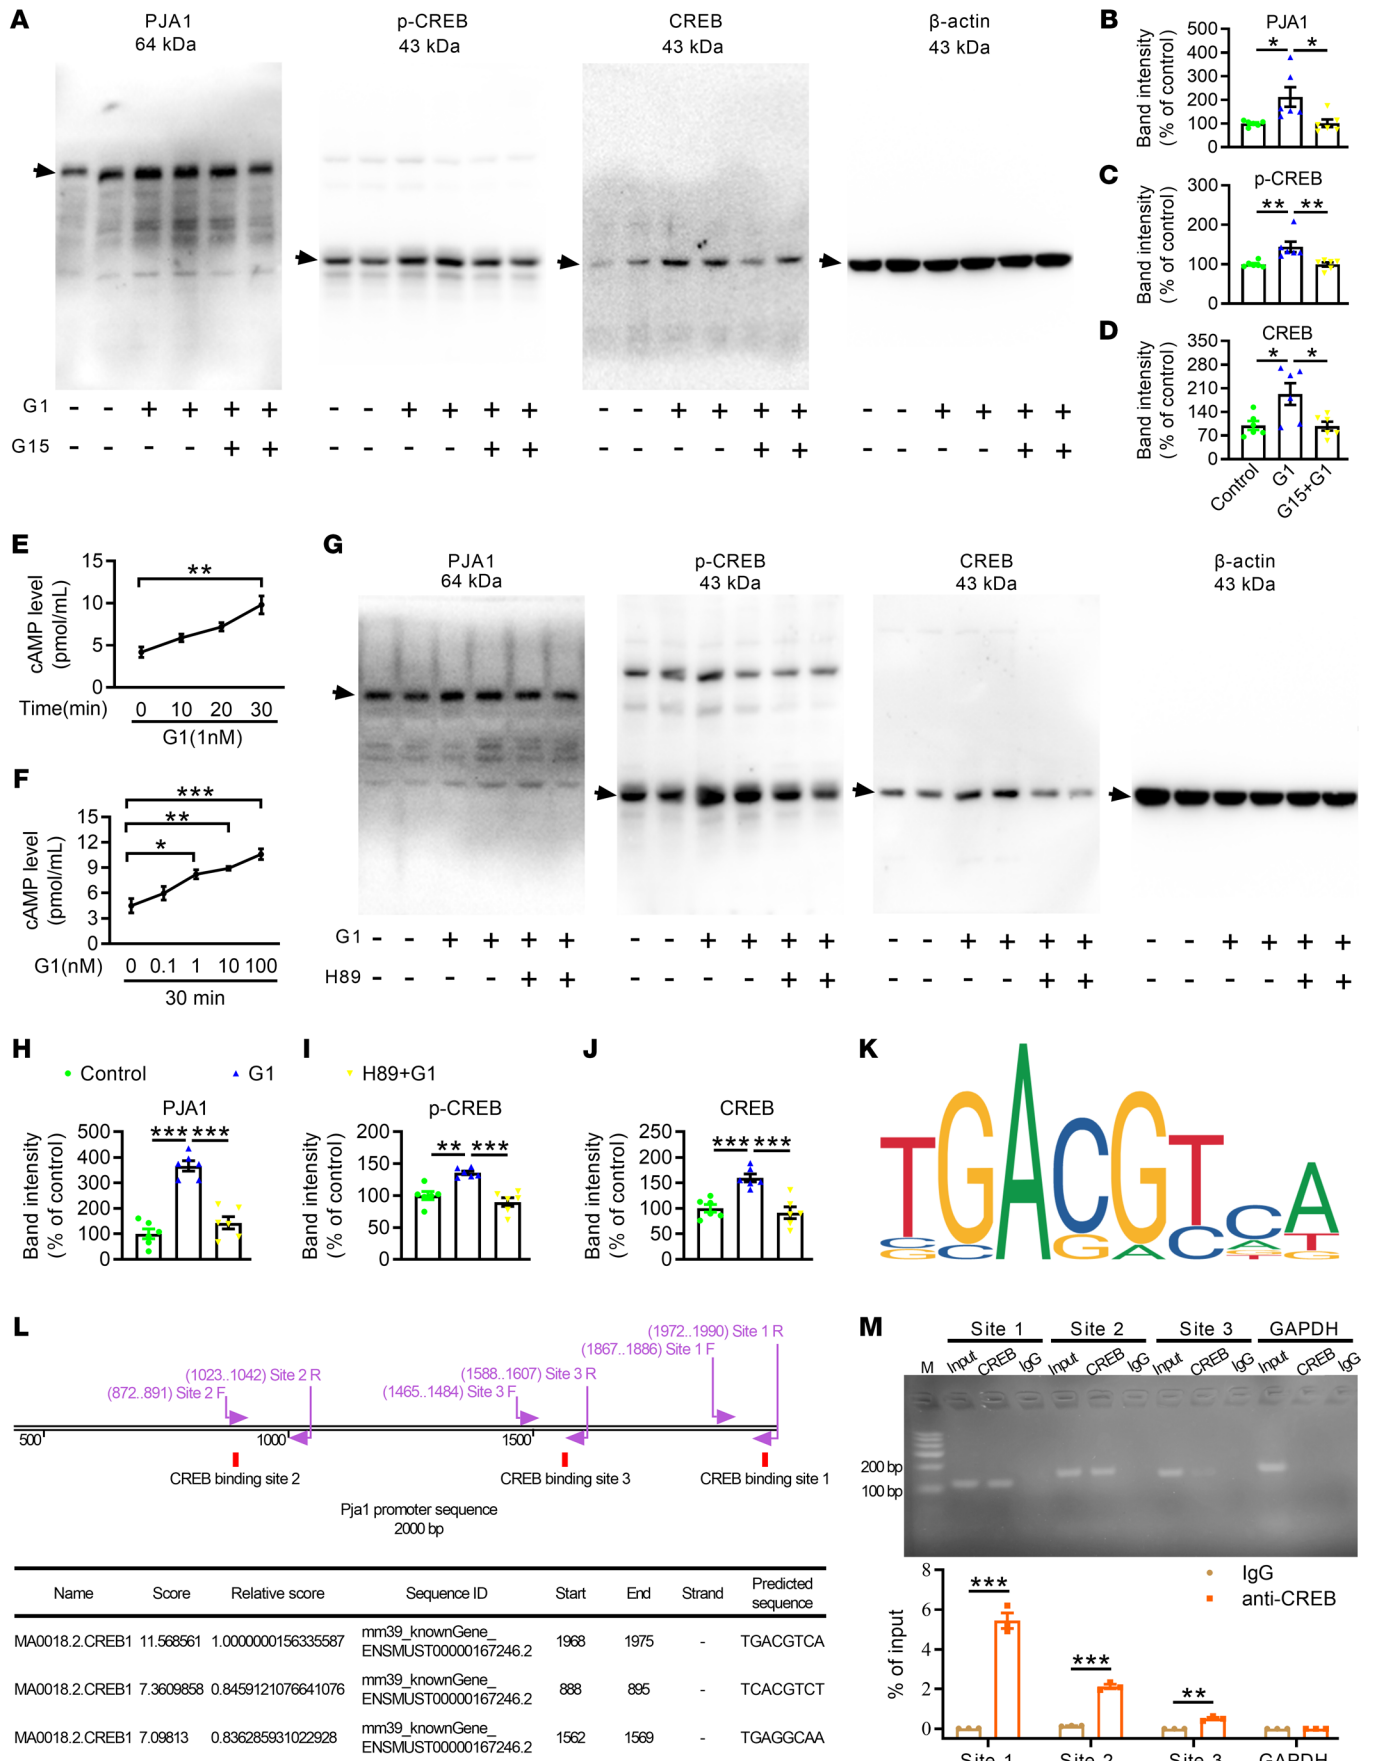 A
PJA1
64 kDa
p-CREB
43 kDa
CREB
43 kDa
β-actin
43 kDa
G1 - - + + + + - - + + + + - - + + + + - - + + + +
G15 - - - - + + - - - - + + - - - - + + - - - - + +
B
PJA1
Band intensity
(% of control)
500
400
300
200
100
0
* *
C
p-CREB
Band intensity
(% of control)
300
200
100
0
** **
D
CREB
Band intensity
(% of control)
350
280
210
140
70
0
* *
Control G1 G15+G1
E
cAMP level
(pmol/mL)
15
10
5
0
**
Time(min) 0 10 20 30
G1(1nM)
F
cAMP level
(pmol/mL)
15
12
9
6
3
0
***
**
*
G1(nM) 0 0.1 1 10 100
30 min
G
PJA1
64 kDa
p-CREB
43 kDa
CREB
43 kDa
β-actin
43 kDa
G1 - - + + + + - - + + + + - - + + + + - - + + + +
H89 - - - - + + - - - - + + - - - - + + - - - - + +
H
Control G1 H89+G1
PJA1
Band intensity
(% of control)
500
400
300
200
100
0
*** ***
I
p-CREB
Band intensity
(% of control)
200
150
100
50
0
** ***
J
CREB
Band intensity
(% of control)
250
200
150
100
50
0
*** ***
K
TGACGTCA
CCGACAT
GCTG
L
(1972..1990) Site 1 R
(1867..1886) Site 1 F
(1023..1042) Site 2 R
(1588..1607) Site 3 R
(872..891) Site 2 F
(1465..1484) Site 3 F
500 1000 1500
CREB binding site 2
CREB binding site 3
CREB binding site 1
Pja1 promoter sequence
2000 bp
Name Score Relative score Sequence ID Start End Strand Predicted sequence
MA0018.2.CREB1 11.568561 1.0000000156335587 mm39_knownGene_ENSMUST00000167246.2 1968 1975 - TGACGTCA
MA0018.2.CREB1 7.3609858 0.8459121076641076 mm39_knownGene_ENSMUST00000167246.2 888 895 - TCACGTCT
MA0018.2.CREB1 7.09813 0.836285931022928 mm39_knownGene_ENSMUST00000167246.2 1562 1569 - TGAGGCAA
M
Site 1 Site 2 Site 3 GAPDH
M Input CREB IgG Input CREB IgG Input CREB IgG Input CREB IgG
200 bp
100 bp
% of input
8
6
4
2
0
IgG
anti-CREB
*** *** **
Site 1 Site 2 Site 3 GAPDH